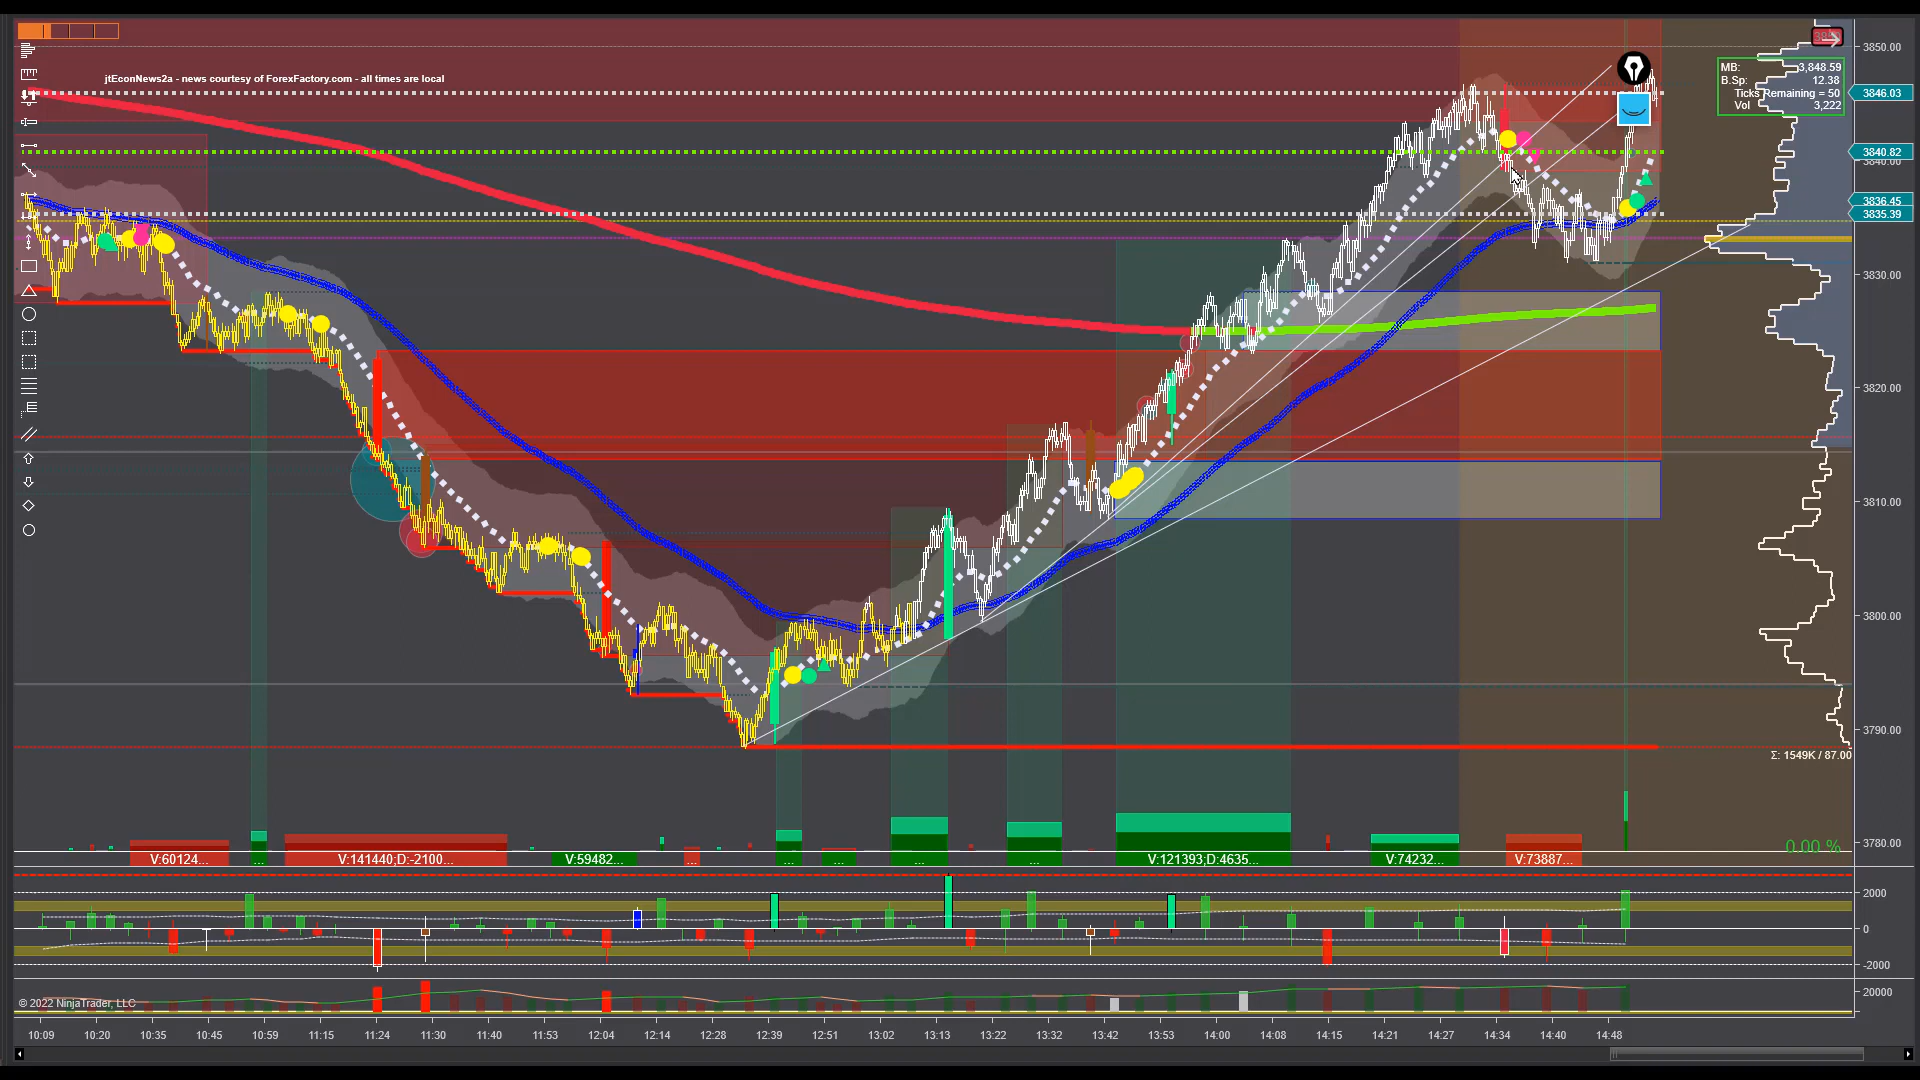 3850.00
jtEconNews2a - news courtesy of ForexFactory.com - all times are local
MB: 3,848.59
B.Sp: 12.38
Ticks Remaining = 50
Vol 3,222
3846.03
3840.82
3840.00
3836.45
3835.39
3830.00
3820.00
3810.00
3800.00
3790.00
Σ: 1549K / 87.00
3780.00
0.00 %
V:60124... ... V:141440;D:-2100... V:59482... ... ... ... ... ... V:121393;D:4635... V:74232... V:73887...
2000
0
-2000
20000
© 2022 NinjaTrader, LLC
10:09 10:20 10:35 10:45 10:59 11:15 11:24 11:30 11:53 12:04 12:14 12:28 12:39 12:51 13:02 13:13 13:22 13:32 13:42 13:53 14:00 14:08 14:15 14:21 14:27 14:34 14:40 14:48